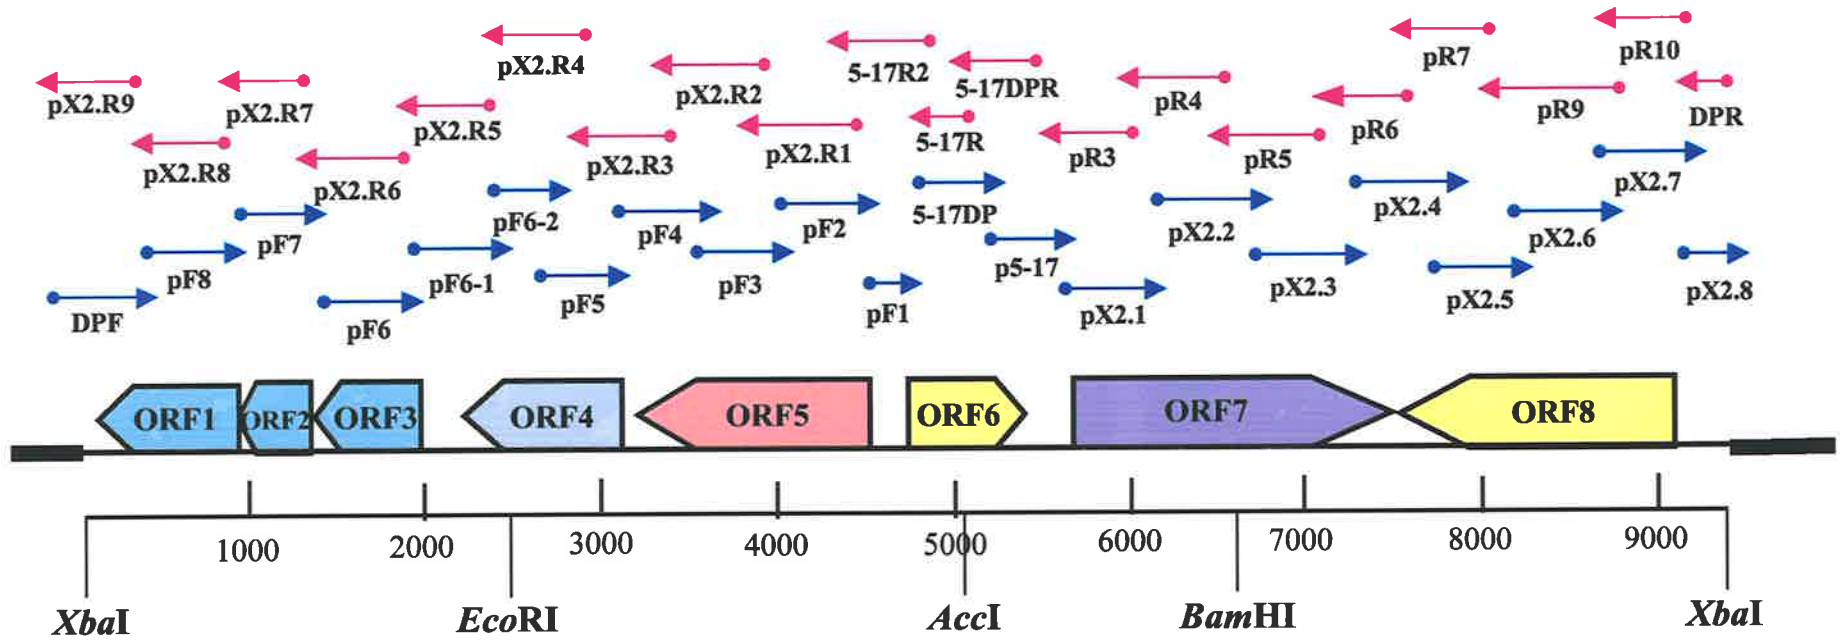 pR10
pR7
pX2.R4
5-17R2
pX2.R9
pX2.R7
pX2.R2
5-17DPR
pR4
pR9
DPR
pX2.R5
pR6
pX2.R8
pX2.R6
pX2.R3
pX2.R1
5-17R
pR3
pR5
pX2.7
pF7
pF6-2
pF4
pF2
5-17DP
pX2.2
pX2.4
pX2.6
pF8
pF6-1
pF5
pF3
p5-17
pX2.3
pX2.5
pX2.8
DPF
pF6
pF1
pX2.1
ORF1 ORF2 ORF3 ORF4 ORF5 ORF6 ORF7 ORF8
1000 2000 3000 4000 5000 6000 7000 8000 9000
XbaI EcoRI AccI BamHI XbaI